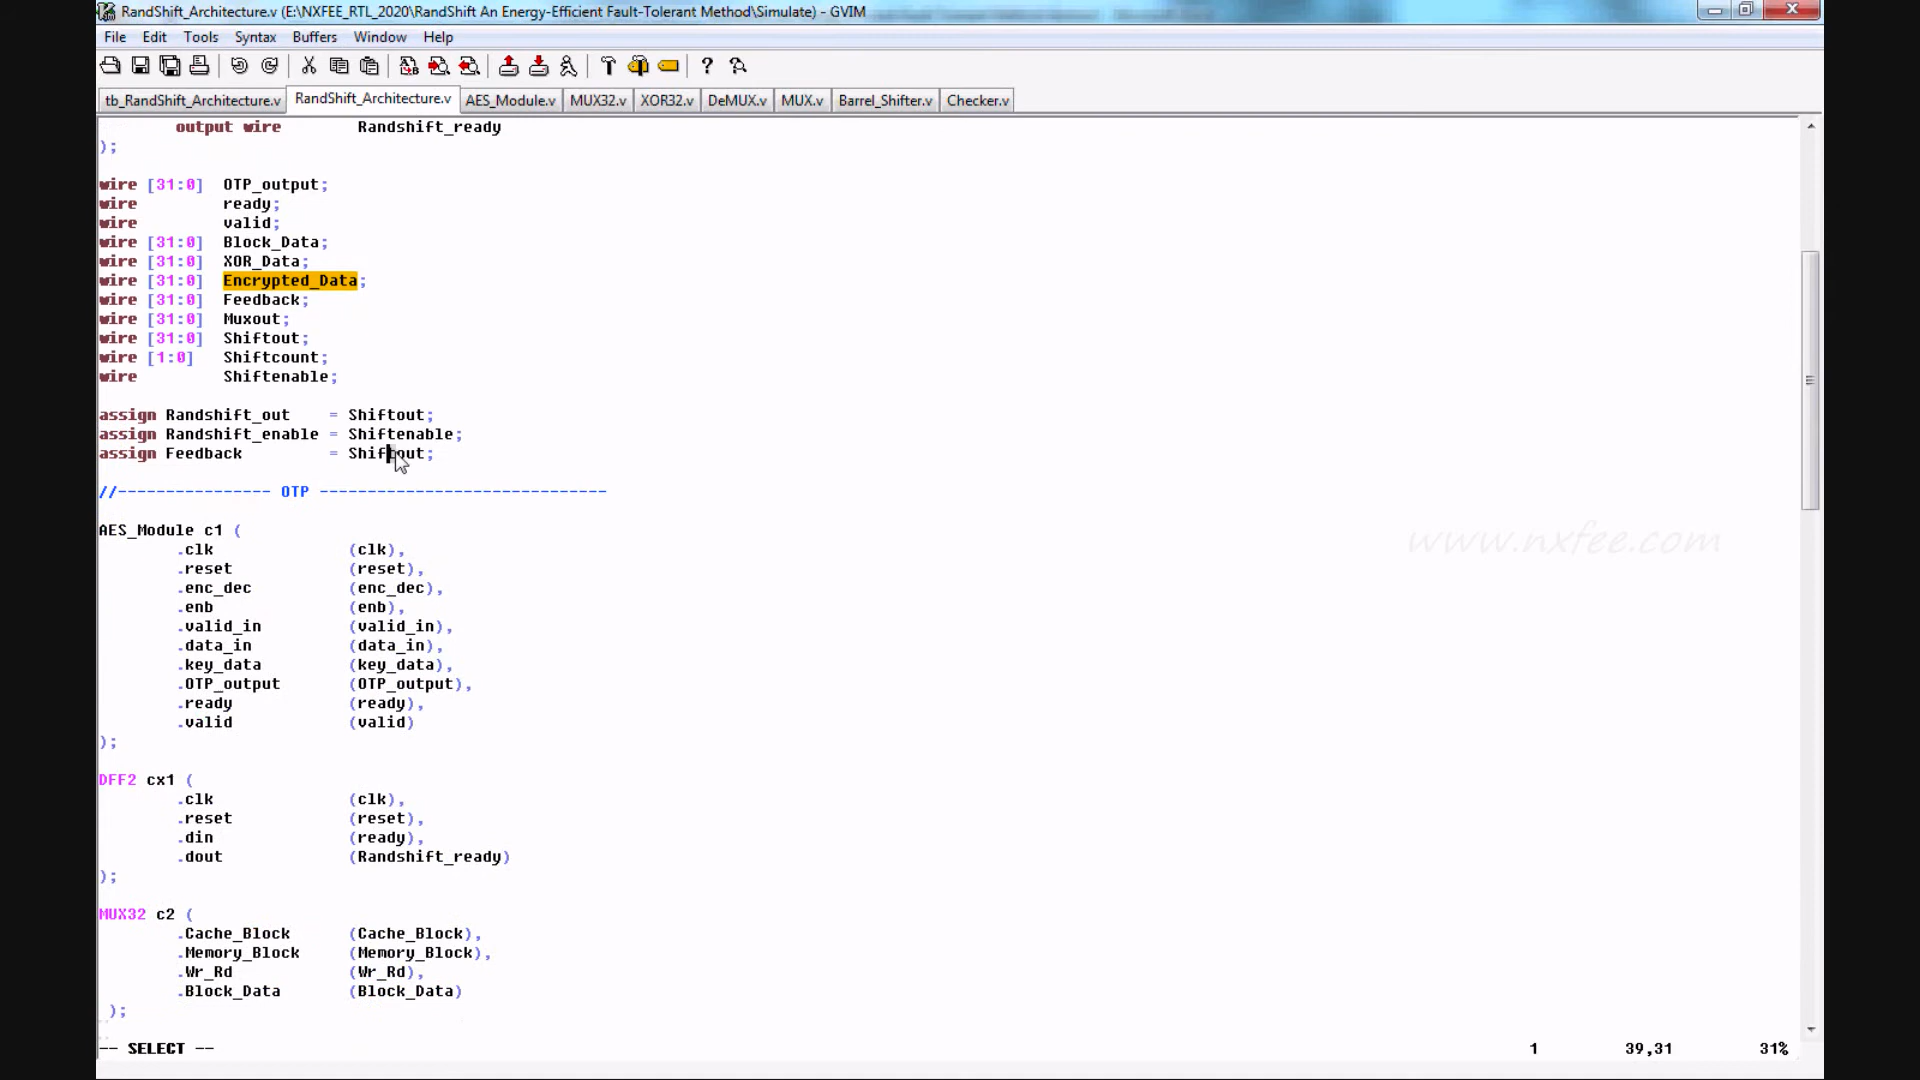 RandShift_Architecture.v (E:\NXFEE_RTL_2020\RandShift An Energy-Efficient Fault-Tolerant Method\Simulate) - GVIM
File Edit Tools Syntax Buffers Window Help
tb_RandShift_Architecture.v RandShift_Architecture.v AES_Module.v MUX32.v XOR32.v DeMUX.v MUX.v Barrel_Shifter.v Checker.v
output wire Randshift_ready
);
wire [31:0] OTP_output;
wire ready;
wire valid;
wire [31:0] Block_Data;
wire [31:0] XOR_Data;
wire [31:0] Encrypted_Data;
wire [31:0] Feedback;
wire [31:0] Muxout;
wire [31:0] Shiftout;
wire [1:0] Shiftcount;
wire Shiftenable;
assign Randshift_out = Shiftout;
assign Randshift_enable = Shiftenable;
assign Feedback = Shiftout;
//---------------- OTP ------------------------------
AES_Module c1 (
.clk (clk),
.reset (reset),
.enc_dec (enc_dec),
.enb (enb),
.valid_in (valid_in),
.data_in (data_in),
.key_data (key_data),
.OTP_output (OTP_output),
.ready (ready),
.valid (valid)
);
DFF2 cx1 (
.clk (clk),
.reset (reset),
.din (ready),
.dout (Randshift_ready)
);
MUX32 c2 (
.Cache_Block (Cache_Block),
.Memory_Block (Memory_Block),
.Wr_Rd (Wr_Rd),
.Block_Data (Block_Data)
);
-- SELECT -- 1 39,31 31%
www.nxfee.com